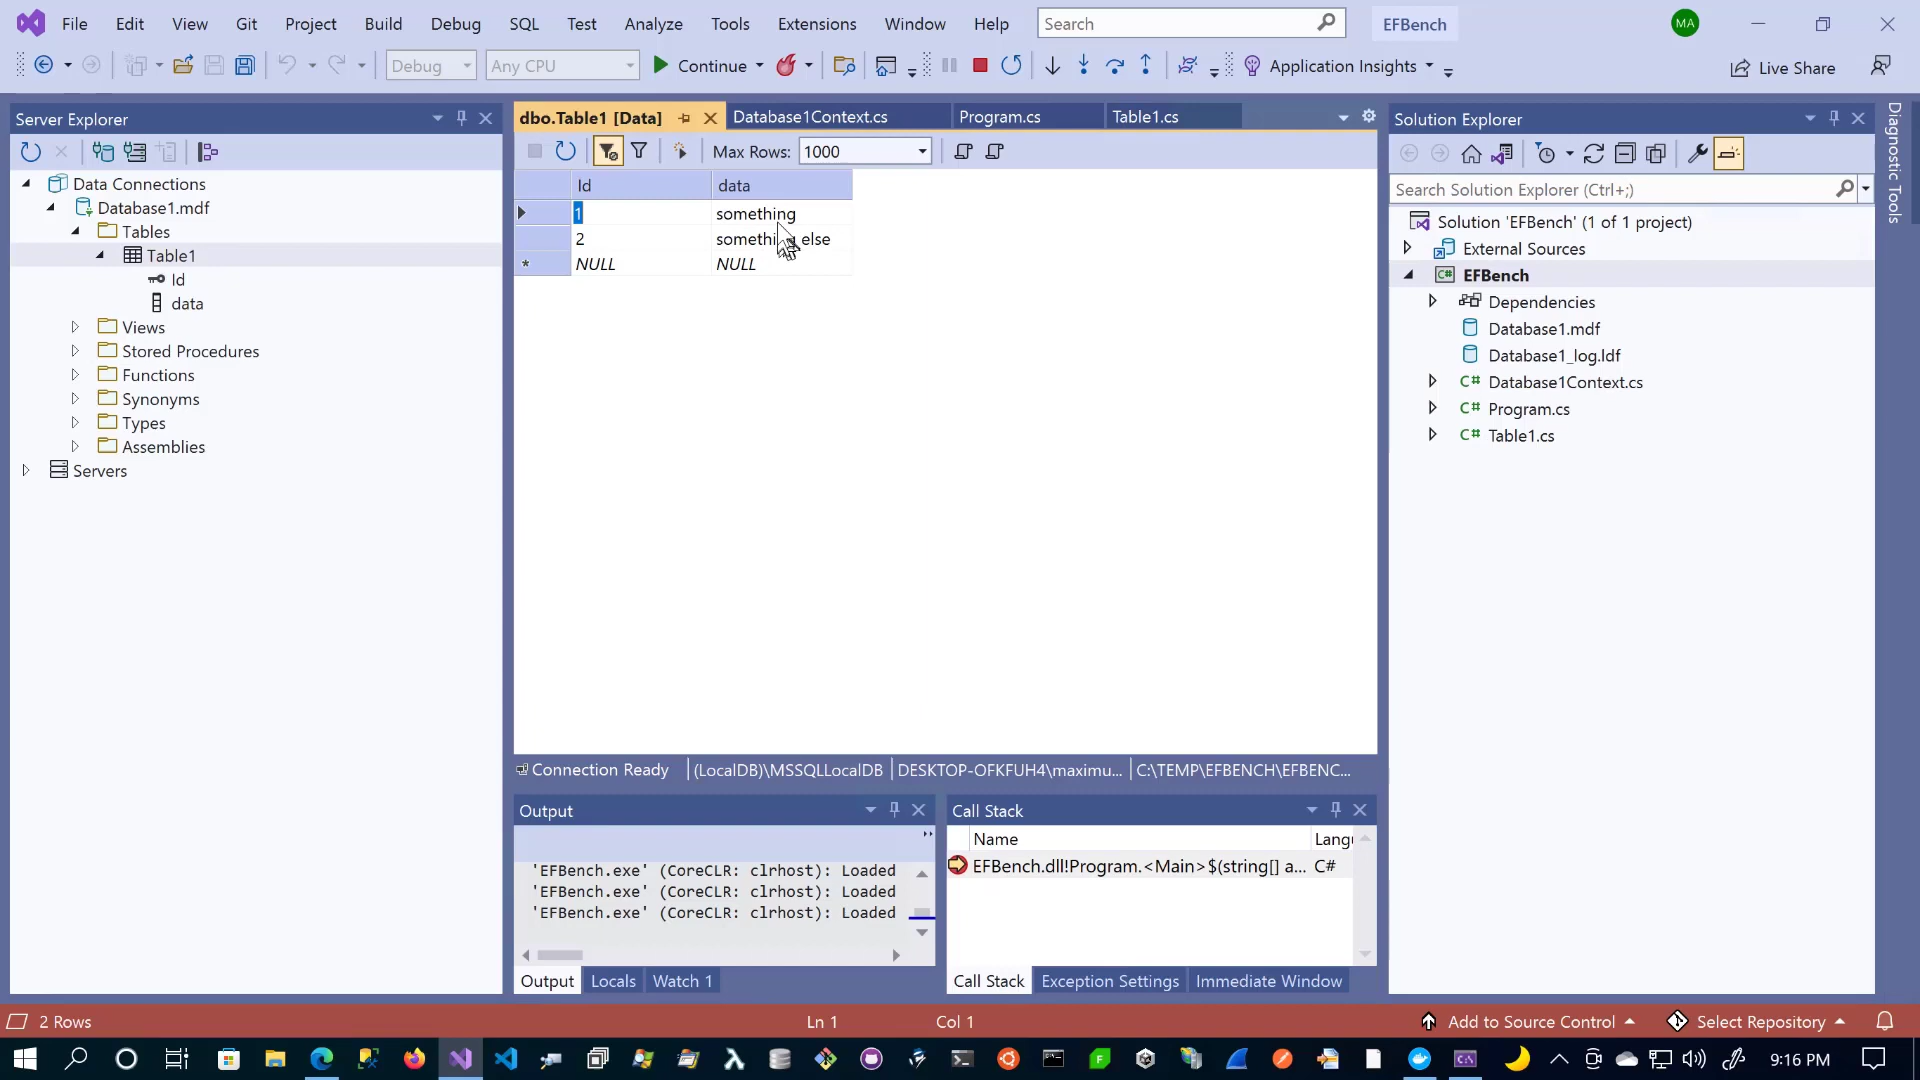 File Edit View Git Project Build Debug SQL Test Analyze Tools Extensions Window Help Search EFBench MA
Debug Any CPU Continue Application Insights Live Share
Server Explorer
Data Connections
Database1.mdf
Tables
Table1
Id
data
Views
Stored Procedures
Functions
Synonyms
Types
Assemblies
Servers
dbo.Table1 [Data] Database1Context.cs Program.cs Table1.cs
Max Rows: 1000
Id data
1 something
2 something else
* NULL NULL
Connection Ready | (LocalDB)\MSSQLLocalDB | DESKTOP-OFKFUH4\maximu... | C:\TEMP\EFBENCH\EFBENC...
Output
'EFBench.exe' (CoreCLR: clrhost): Loaded
'EFBench.exe' (CoreCLR: clrhost): Loaded
'EFBench.exe' (CoreCLR: clrhost): Loaded
Output Locals Watch 1
Call Stack
Name Langu
EFBench.dll!Program.<Main>$(string[] a... C#
Call Stack Exception Settings Immediate Window
Solution Explorer
Search Solution Explorer (Ctrl+;)
Solution 'EFBench' (1 of 1 project)
External Sources
C# EFBench
Dependencies
Database1.mdf
Database1_log.ldf
C# Database1Context.cs
C# Program.cs
C# Table1.cs
Diagnostic Tools
2 Rows Ln 1 Col 1 Add to Source Control Select Repository
9:16 PM